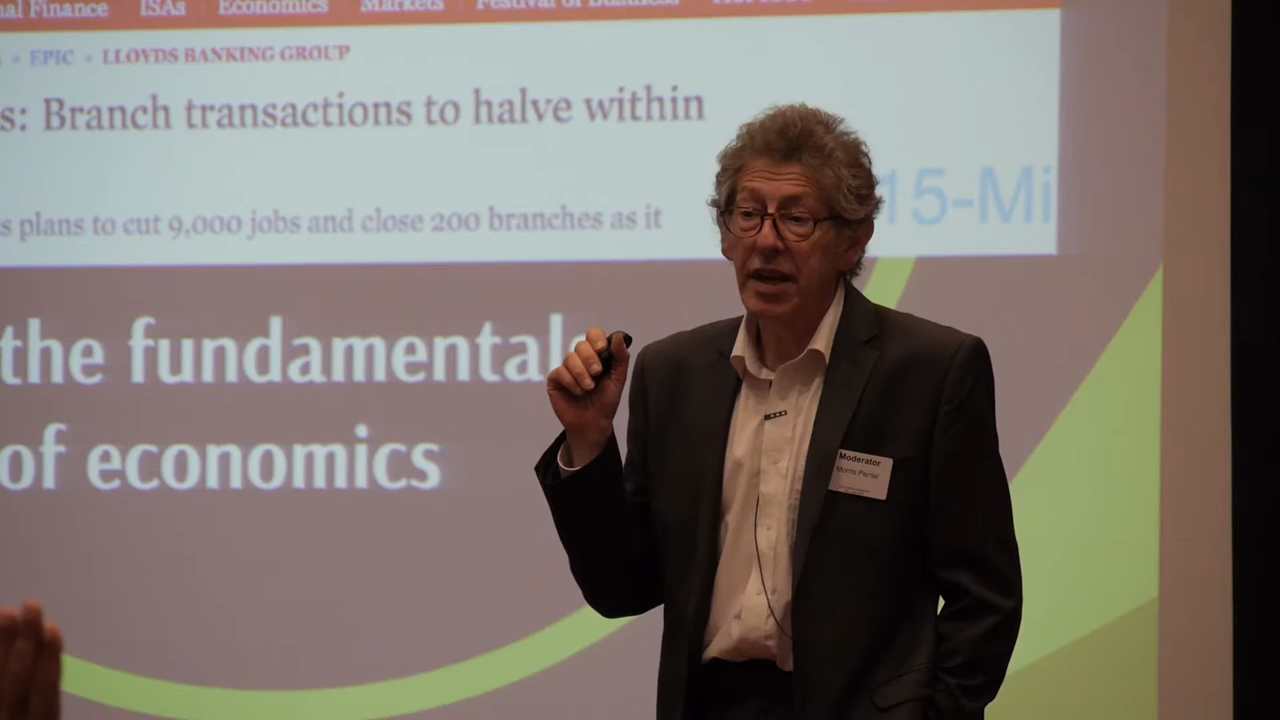 al Finance ISAs Economics Markets Festival of Business
» EPIC » LLOYDS BANKING GROUP
s: Branch transactions to halve within
15-Mi
s plans to cut 9,000 jobs and close 200 branches as it
the fundamentals
of economics
Moderator
Morris Pentel